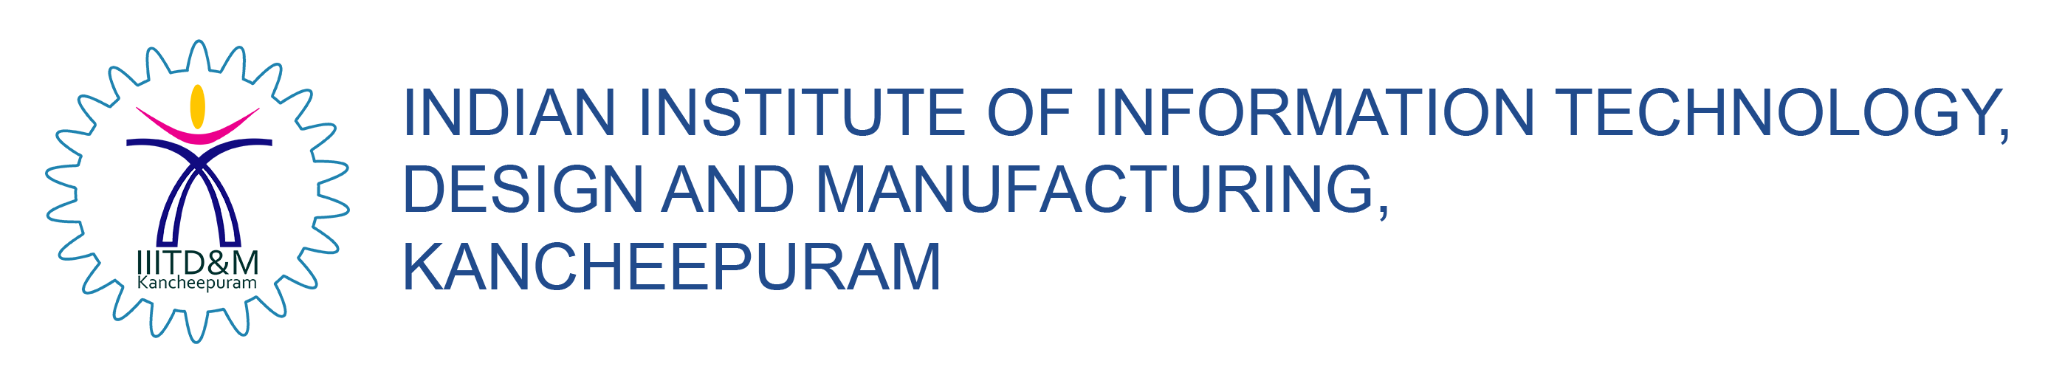 IIITD&M
Kancheepuram
INDIAN INSTITUTE OF INFORMATION TECHNOLOGY,
DESIGN AND MANUFACTURING,
KANCHEEPURAM